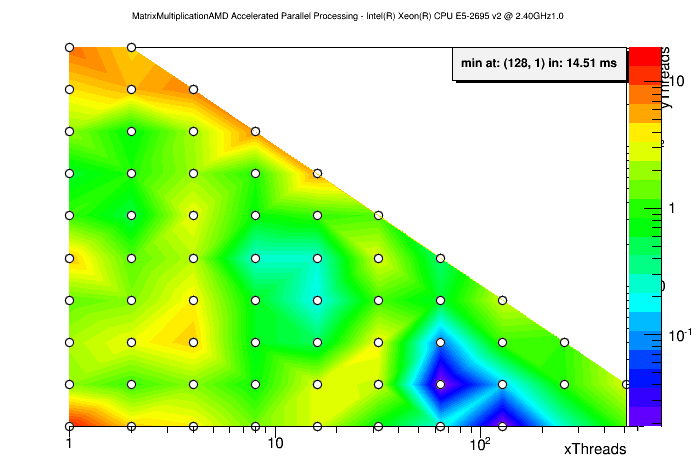 MatrixMultiplicationAMD Accelerated Parallel Processing - Intel(R) Xeon(R) CPU E5-2695 v2 @ 2.40GHz1.0
min at: (128, 1) in: 14.51 ms
yThreads
10
1
10-1
1
10
10²
xThreads